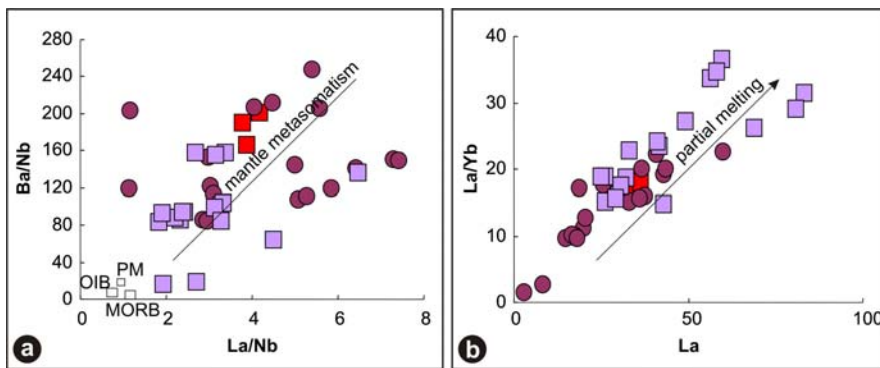 Ba/Nb
280
240
200
160
120
80
40
0
mantle metasomatism
OIB
PM
MORB
0
2
4
6
8
La/Nb
a
La/Yb
40
30
20
10
0
partial melting
0
50
100
La
b